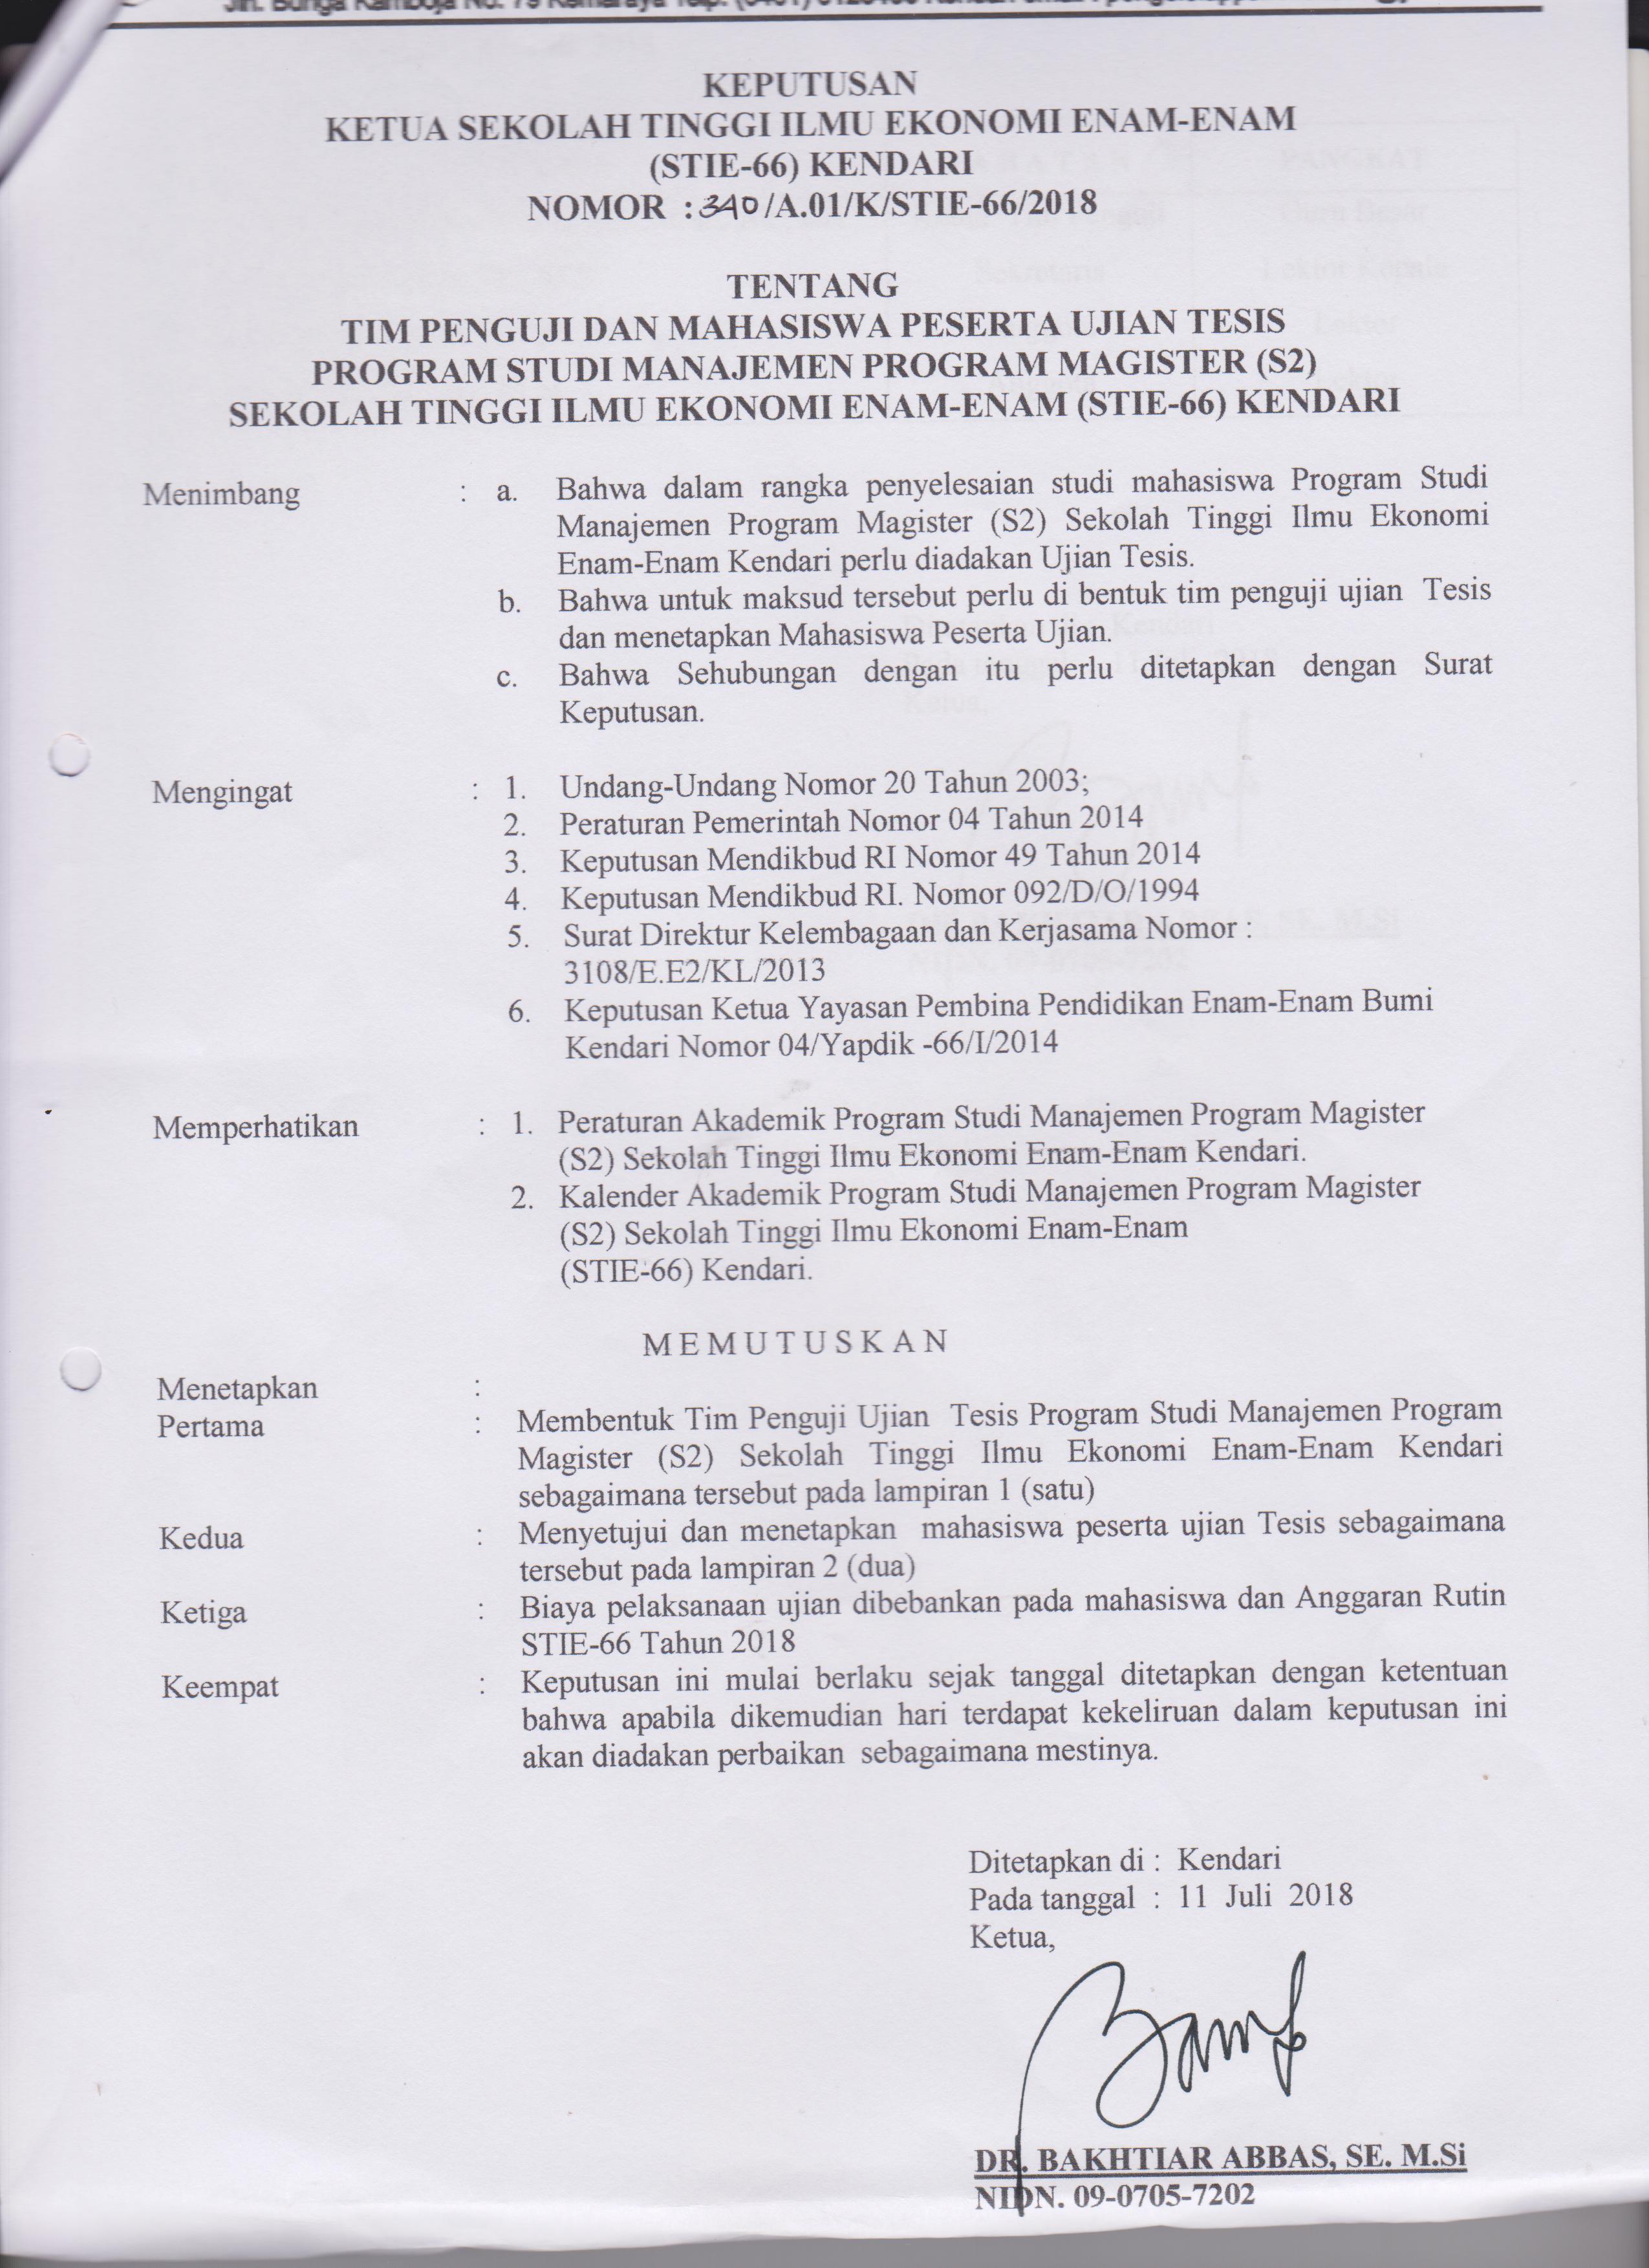 Jln. Bunga Kamboja No. 79 Kemaraya Telp. (0401)
KEPUTUSAN
KETUA SEKOLAH TINGGI ILMU EKONOMI ENAM-ENAM
(STIE-66) KENDARI
NOMOR : 340/A.01/K/STIE-66/2018
TENTANG
TIM PENGUJI DAN MAHASISWA PESERTA UJIAN TESIS
PROGRAM STUDI MANAJEMEN PROGRAM MAGISTER (S2)
SEKOLAH TINGGI ILMU EKONOMI ENAM-ENAM (STIE-66) KENDARI
Menimbang : a. Bahwa dalam rangka penyelesaian studi mahasiswa Program Studi
Manajemen Program Magister (S2) Sekolah Tinggi Ilmu Ekonomi
Enam-Enam Kendari perlu diadakan Ujian Tesis.
b. Bahwa untuk maksud tersebut perlu di bentuk tim penguji ujian Tesis
dan menetapkan Mahasiswa Peserta Ujian.
c. Bahwa Sehubungan dengan itu perlu ditetapkan dengan Surat
Keputusan.
Mengingat : 1. Undang-Undang Nomor 20 Tahun 2003;
2. Peraturan Pemerintah Nomor 04 Tahun 2014
3. Keputusan Mendikbud RI Nomor 49 Tahun 2014
4. Keputusan Mendikbud RI. Nomor 092/D/O/1994
5. Surat Direktur Kelembagaan dan Kerjasama Nomor :
3108/E.E2/KL/2013
6. Keputusan Ketua Yayasan Pembina Pendidikan Enam-Enam Bumi
Kendari Nomor 04/Yapdik -66/I/2014
Memperhatikan : 1. Peraturan Akademik Program Studi Manajemen Program Magister
(S2) Sekolah Tinggi Ilmu Ekonomi Enam-Enam Kendari.
2. Kalender Akademik Program Studi Manajemen Program Magister
(S2) Sekolah Tinggi Ilmu Ekonomi Enam-Enam
(STIE-66) Kendari.
M E M U T U S K A N
Menetapkan :
Pertama : Membentuk Tim Penguji Ujian Tesis Program Studi Manajemen Program
Magister (S2) Sekolah Tinggi Ilmu Ekonomi Enam-Enam Kendari
sebagaimana tersebut pada lampiran 1 (satu)
Kedua : Menyetujui dan menetapkan mahasiswa peserta ujian Tesis sebagaimana
tersebut pada lampiran 2 (dua)
Ketiga : Biaya pelaksanaan ujian dibebankan pada mahasiswa dan Anggaran Rutin
STIE-66 Tahun 2018
Keempat : Keputusan ini mulai berlaku sejak tanggal ditetapkan dengan ketentuan
bahwa apabila dikemudian hari terdapat kekeliruan dalam keputusan ini
akan diadakan perbaikan sebagaimana mestinya.
Ditetapkan di : Kendari
Pada tanggal : 11 Juli 2018
Ketua,
DR. BAKHTIAR ABBAS, SE. M.Si
NIDN. 09-0705-7202